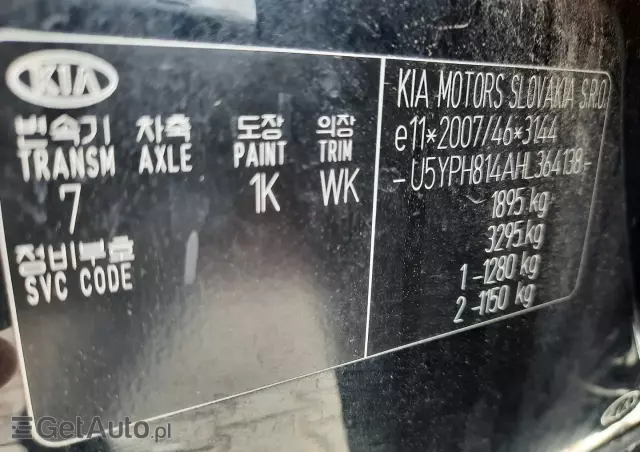 KIA
변속기 차축 도장 의장
TRANSM AXLE PAINT TRIM
7 1K WK
정비부호
SVC CODE
KIA MOTORS SLOVAKIA S.R.O.
e11*2007/46*3144
-U5YPH814AHL364138-
1895 kg
3295 kg
1 -1280 kg
2 -1150 kg
KIA
GetAuto.pl